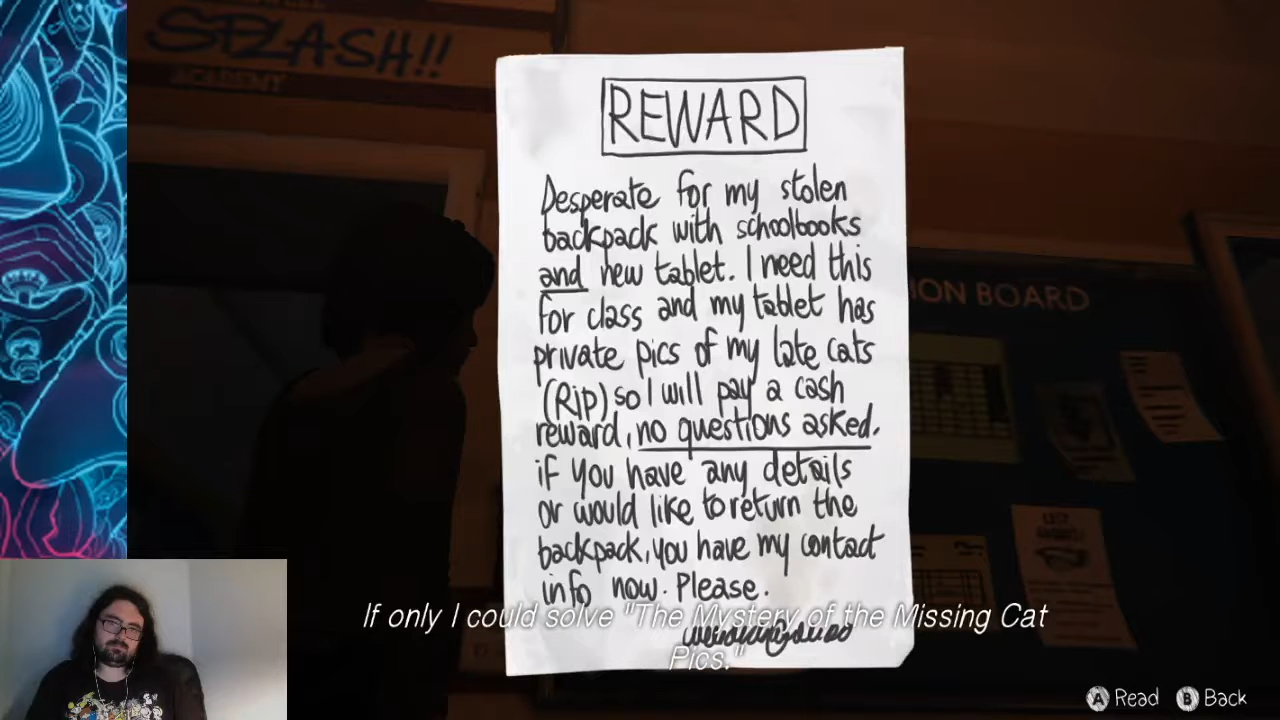 SPLASH!!
ACADEMY
REWARD
Desperate for my stolen
backpack with schoolbooks
and new tablet. I need this
for class and my tablet has
private pics of my late cats
(Rip) so I will pay a cash
reward, no questions asked.
if you have any details
or would like to return the
backpack, you have my contact
info now. Please.
ION BOARD
If only I could solve "The Mystery of the Missing Cat
Pics."
A Read B Back